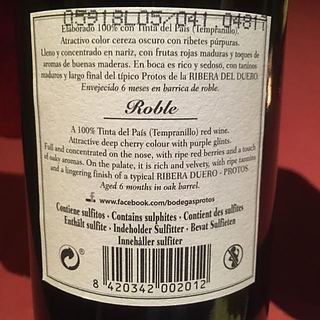 05918L05/041 0481
Elaborado 100% con Tinta del País (Tempranillo).
Atractivo color cereza oscuro con ribetes púrpuras.
Lleno y concentrado en nariz, con frutas rojas maduras y toques de
aromas de buenas maderas. En boca es rico y sedoso, con taninos
maduros y largo final del típico Protos de la RIBERA DEL DUERO.
Envejecido 6 meses en barrica de roble.
Roble
A 100% Tinta del País (Tempranillo) red wine.
Attractive deep cherry colour with purple glints.
Full and concentrated on the nose, with ripe red berries and a touch
of oaky aromas. On the palate, it is rich and velvety, with ripe tannins
and a lingering finish of a typical RIBERA DUERO - PROTOS.
Aged 6 months in oak barrel.
www.facebook.com/bodegasprotos
Contiene sulfitos - Contains sulphites - Contient des sulfites
Enthält sulfite - Indeholder Sulfitter - Bevat Sulfieten
Innehåller sulfiter
8 420342 002012